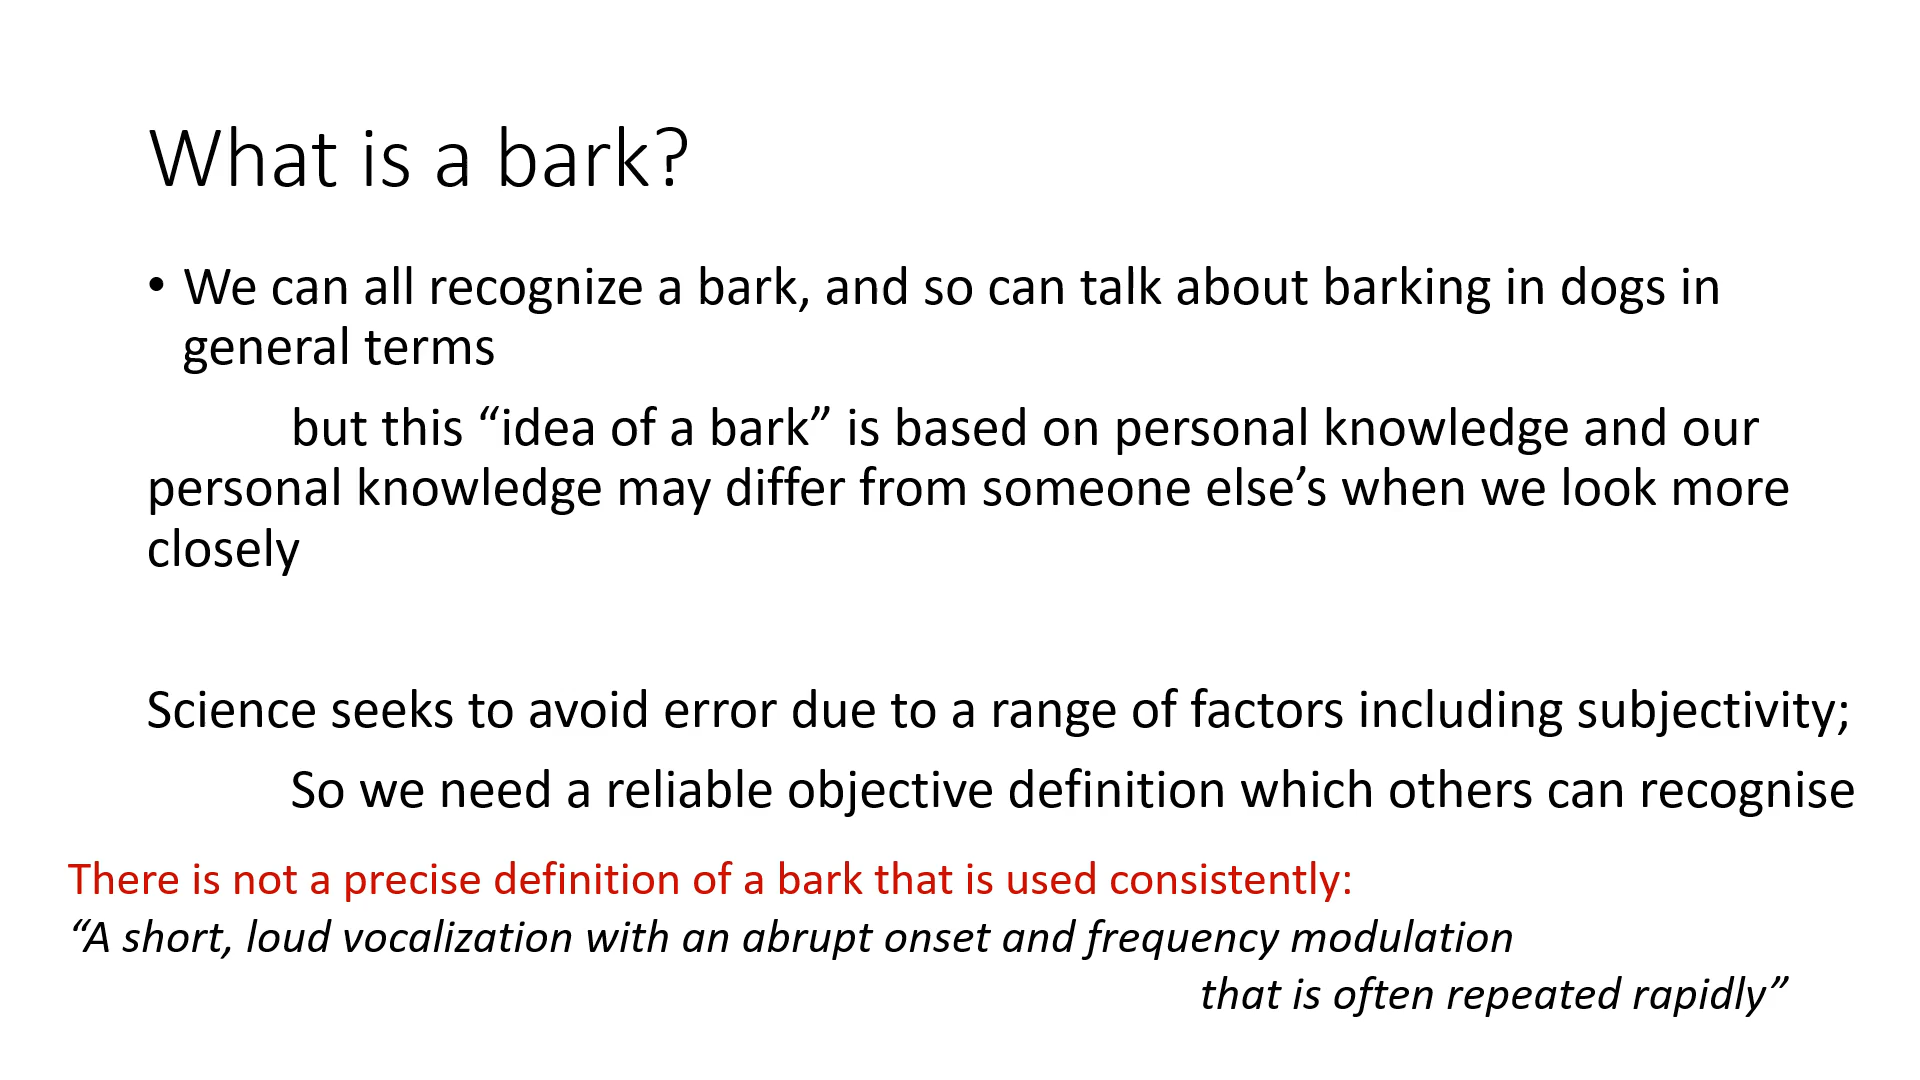 What is a bark?
• We can all recognize a bark, and so can talk about barking in dogs in
general terms
but this “idea of a bark” is based on personal knowledge and our
personal knowledge may differ from someone else’s when we look more
closely
Science seeks to avoid error due to a range of factors including subjectivity;
So we need a reliable objective definition which others can recognise
There is not a precise definition of a bark that is used consistently:
“A short, loud vocalization with an abrupt onset and frequency modulation
that is often repeated rapidly”